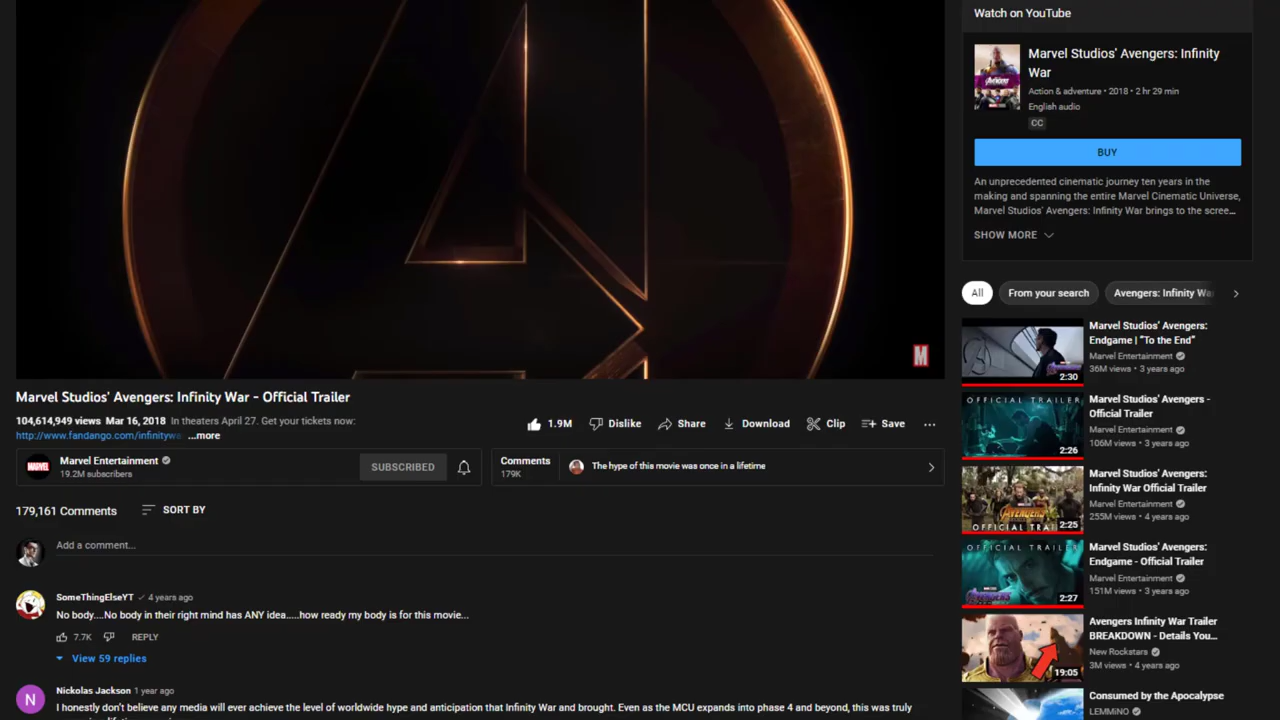 Watch on YouTube
Marvel Studios' Avengers: Infinity
War
Action & adventure • 2018 • 2 hr 29 min
English audio
CC
BUY
An unprecedented cinematic journey ten years in the
making and spanning the entire Marvel Cinematic Universe,
Marvel Studios' Avengers: Infinity War brings to the scree...
SHOW MORE
M
Marvel Studios' Avengers: Infinity War - Official Trailer
104,614,949 views Mar 16, 2018 In theaters April 27. Get your tickets now:
http://www.fandango.com/infinitywa ...more
1.9M Dislike Share Download Clip Save
MARVEL
Marvel Entertainment
19.2M subscribers
SUBSCRIBED
Comments
179K
The hype of this movie was once in a lifetime
179,161 Comments SORT BY
Add a comment...
SomeThingElseYT 4 years ago
No body....No body in their right mind has ANY idea.....how ready my body is for this movie...
7.7K REPLY
View 59 replies
N
Nickolas Jackson 1 year ago
I honestly don't believe any media will ever achieve the level of worldwide hype and anticipation that Infinity War and brought. Even as the MCU expands into phase 4 and beyond, this was truly
All From your search Avengers: Infinity Wa
2:30
Marvel Studios' Avengers:
Endgame | "To the End"
Marvel Entertainment
36M views • 3 years ago
OFFICIAL TRAILER
2:26
Marvel Studios' Avengers -
Official Trailer
Marvel Entertainment
106M views • 3 years ago
AVENGERS
OFFICIAL TRAI
2:25
Marvel Studios' Avengers:
Infinity War Official Trailer
Marvel Entertainment
255M views • 4 years ago
OFFICIAL TRAILER
AVENGERS
2:27
Marvel Studios' Avengers:
Endgame - Official Trailer
Marvel Entertainment
151M views • 3 years ago
19:05
Avengers Infinity War Trailer
BREAKDOWN - Details You...
New Rockstars
3M views • 4 years ago
Consumed by the Apocalypse
LEMMiNO